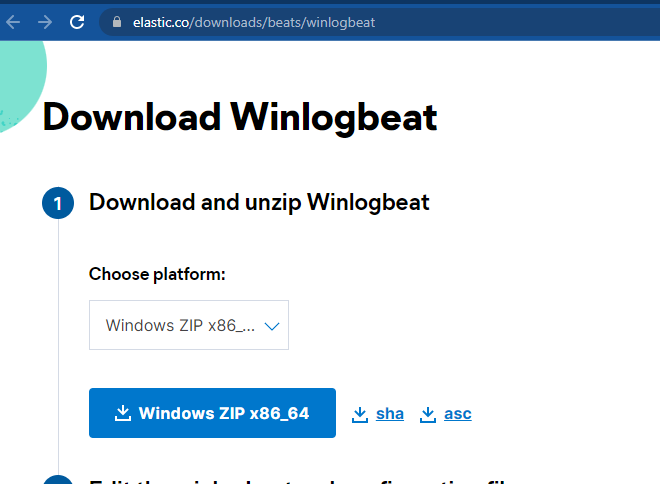 elastic.co/downloads/beats/winlogbeat
Download Winlogbeat
1 Download and unzip Winlogbeat
Choose platform:
Windows ZIP x86_...
Windows ZIP x86_64 sha asc